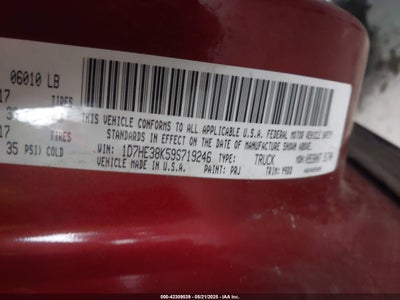 06010 LB
17 TIRES
THIS VEHICLE CONFORMS TO ALL APPLICABLE U.S.A. FEDERAL MOTOR VEHICLE SAFETY
STANDARDS IN EFFECT ON THE DATE OF MANUFACTURE
17 TIRES
35 PSI) COLD
VIN: 1D7HE38K59S719246 TYPE: TRUCK
VEHICLE MADE IN U.S.A. PAINT: PRJ TRIM:
000-42309539 - 05/21/2025 - (C) IAA, Inc.